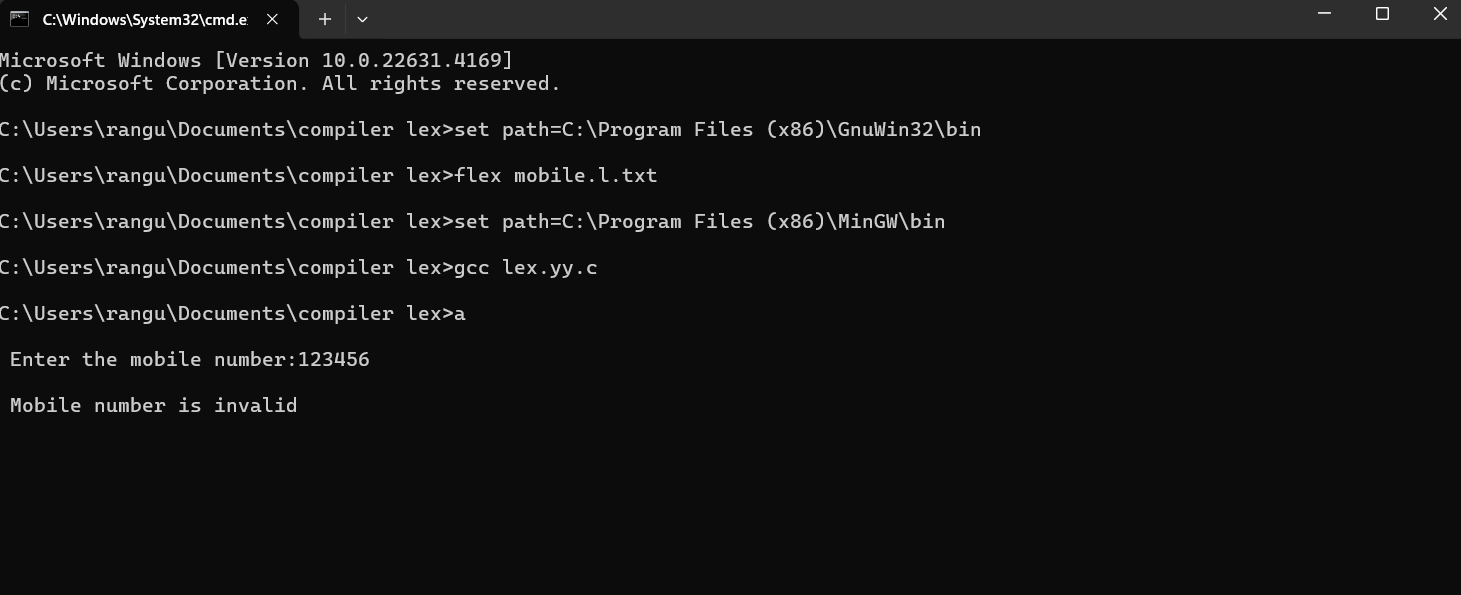 C:\Windows\System32\cmd.e
Microsoft Windows [Version 10.0.22631.4169]
(c) Microsoft Corporation. All rights reserved.
C:\Users\rangu\Documents\compiler lex>set path=C:\Program Files (x86)\GnuWin32\bin
C:\Users\rangu\Documents\compiler lex>flex mobile.l.txt
C:\Users\rangu\Documents\compiler lex>set path=C:\Program Files (x86)\MinGW\bin
C:\Users\rangu\Documents\compiler lex>gcc lex.yy.c
C:\Users\rangu\Documents\compiler lex>a
Enter the mobile number:123456
Mobile number is invalid